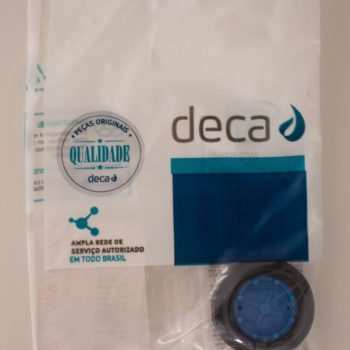 • PEÇAS ORIGINAIS •
QUALIDADE
deca
deca
AMPLA REDE DE
SERVIÇO AUTORIZADO
EM TODO BRASIL